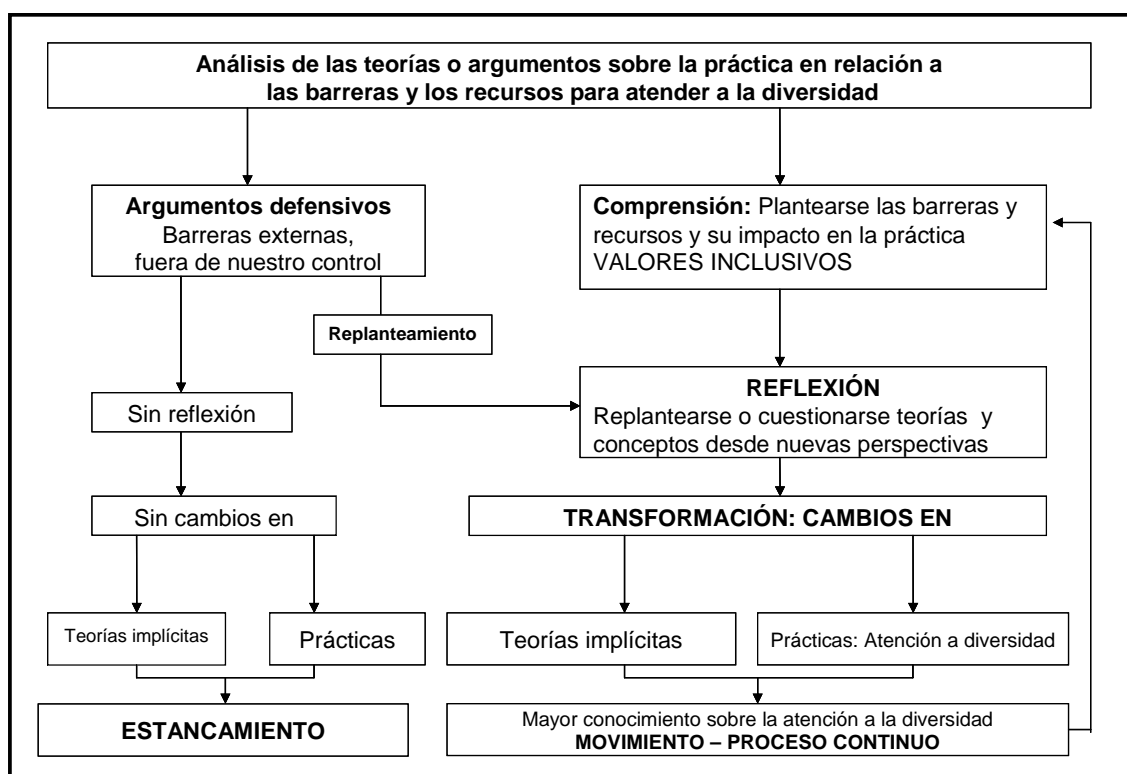 Análisis de las teorías o argumentos sobre la práctica en relación a
las barreras y los recursos para atender a la diversidad
Argumentos defensivos
Barreras externas,
fuera de nuestro control
Comprensión: Plantearse las barreras y
recursos y su impacto en la práctica
VALORES INCLUSIVOS
Replanteamiento
REFLEXIÓN
Replantearse o cuestionarse teorías y
conceptos desde nuevas perspectivas
Sin reflexión
Sin cambios en
TRANSFORMACIÓN: CAMBIOS EN
Teorías implícitas
Prácticas
Teorías implícitas
Prácticas: Atención a diversidad
ESTANCAMIENTO
Mayor conocimiento sobre la atención a la diversidad
MOVIMIENTO – PROCESO CONTINUO